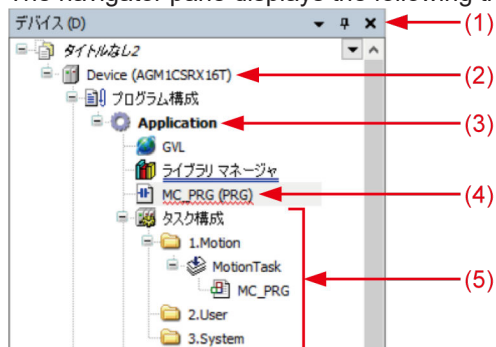 The navigator pane displays the following
デバイス (D)
(1)
タイトルなし2
Device (AGM1CSRX16T)
(2)
プログラム構成
Application
(3)
GVL
ライブラリ マネージャ
MC_PRG (PRG)
(4)
タスク構成
1.Motion
MotionTask
(5)
MC_PRG
2.User
3.System